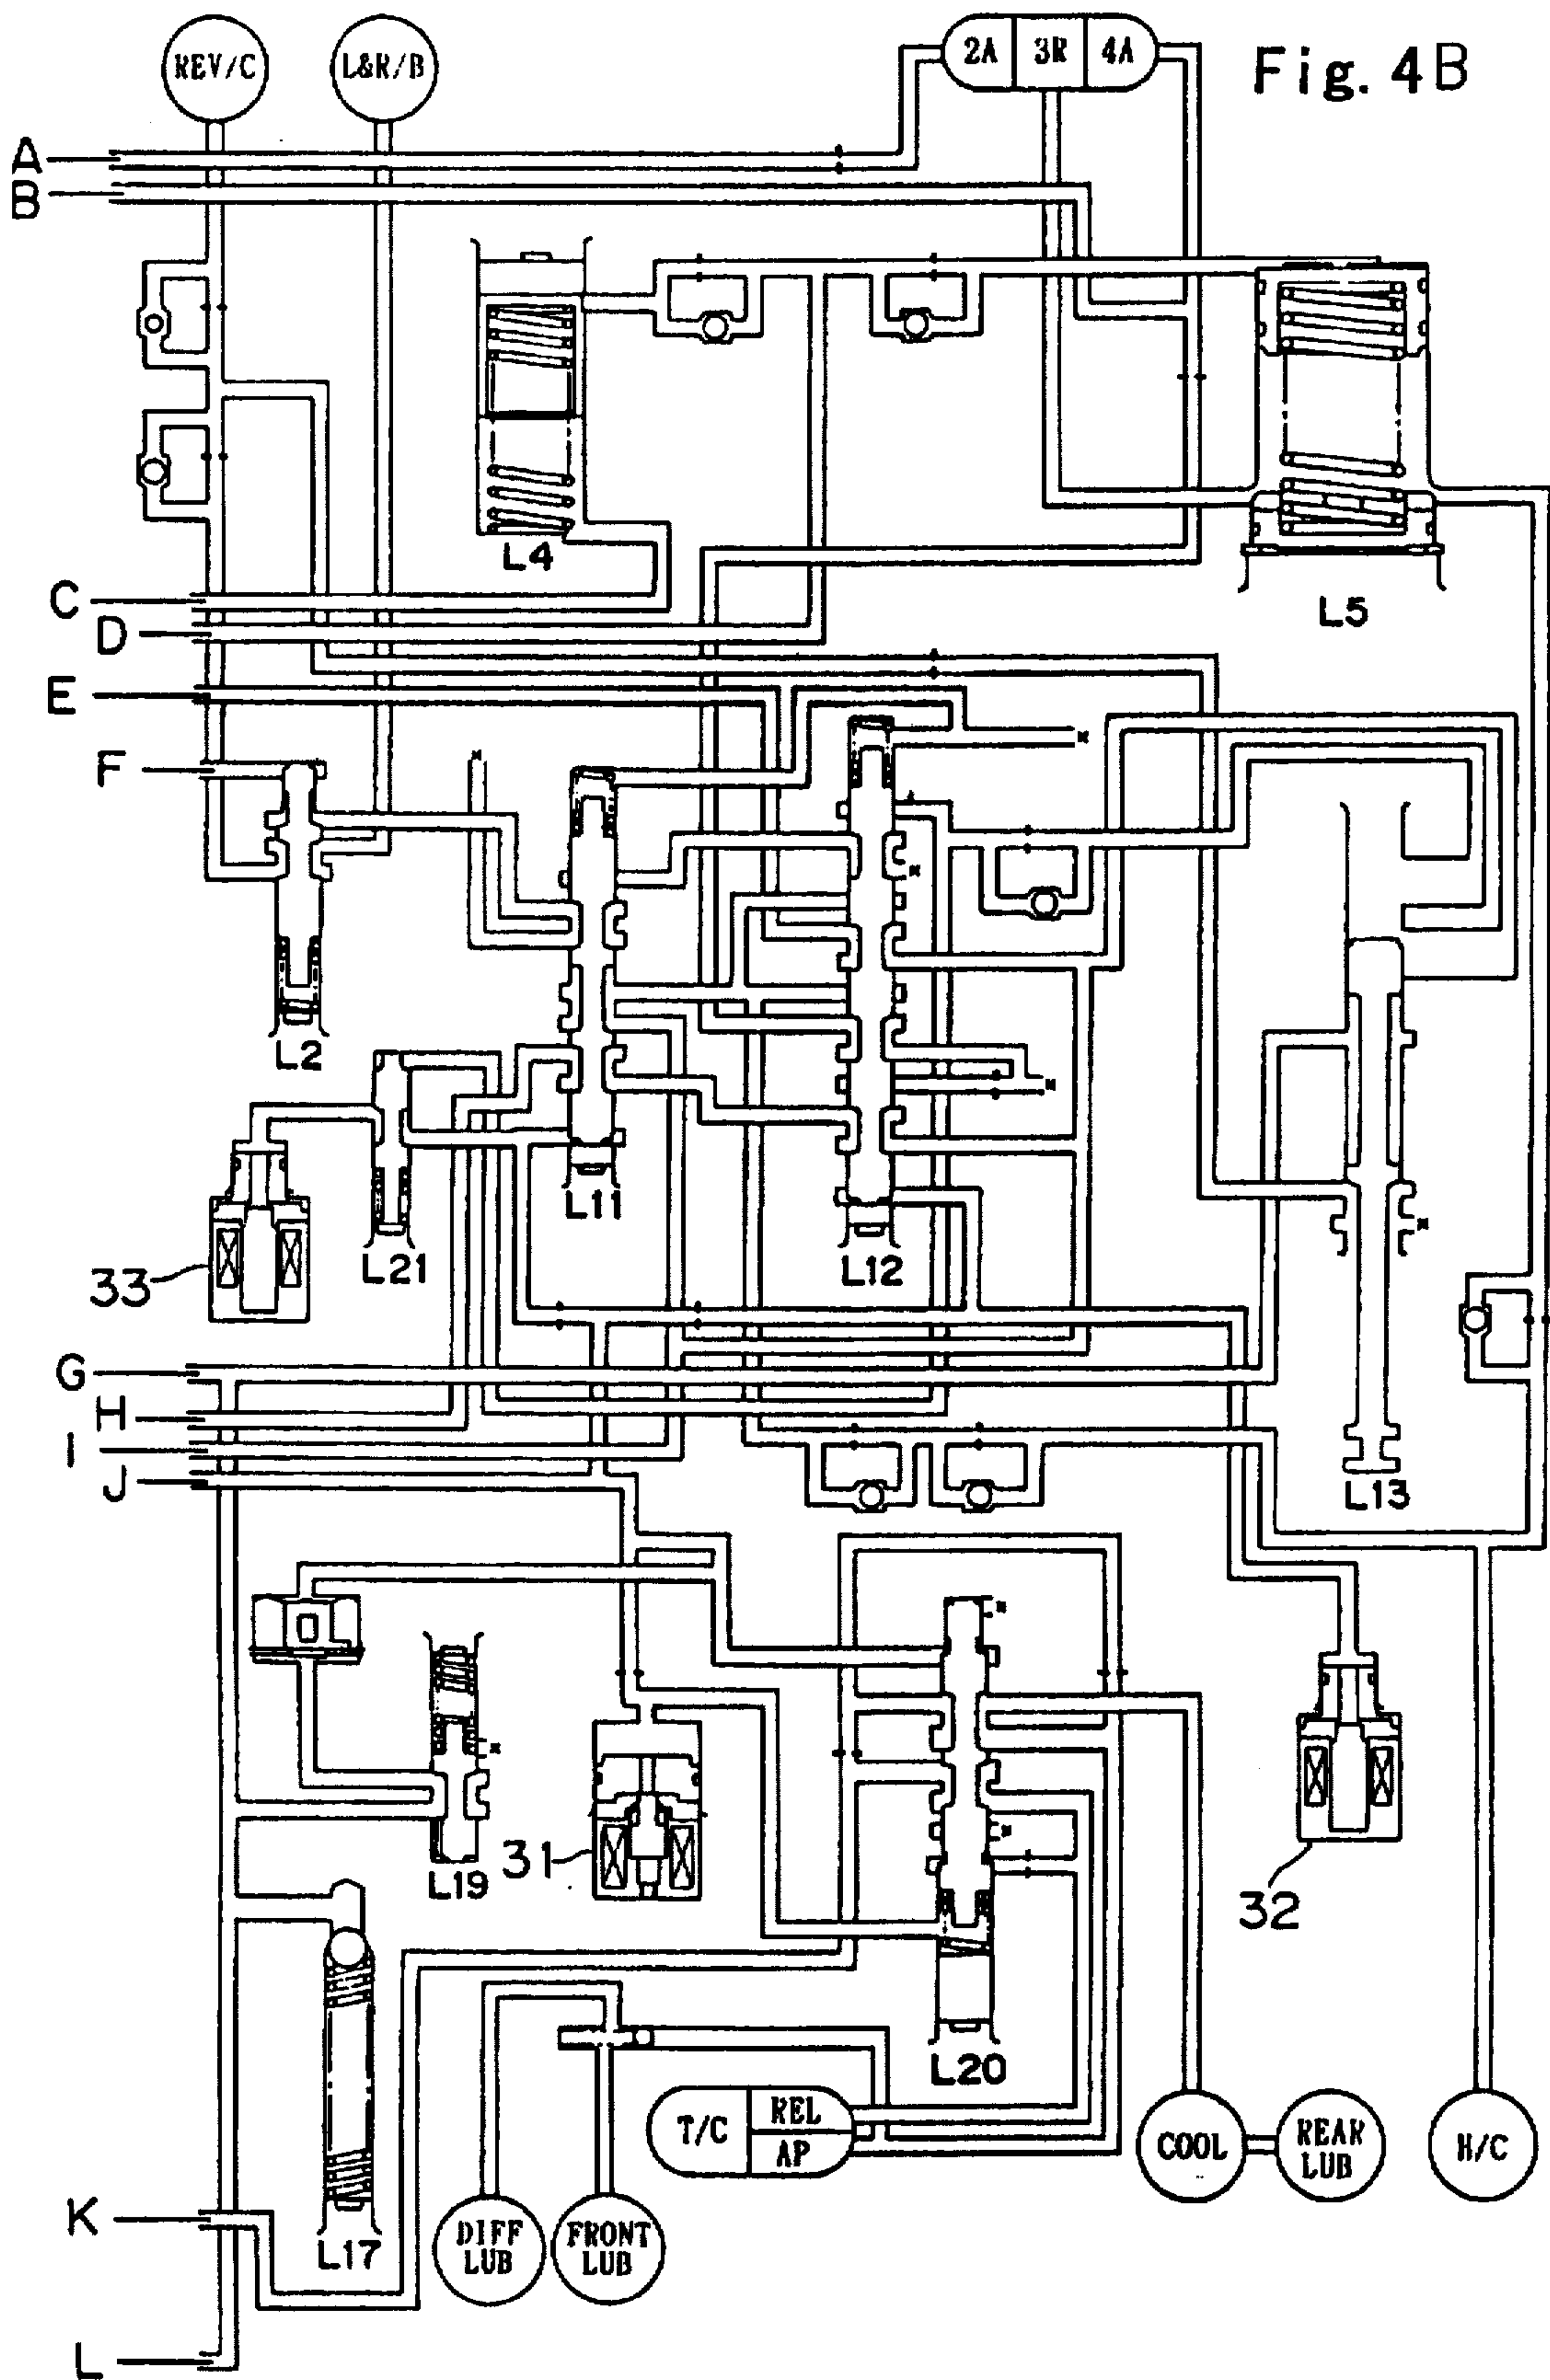 REV/C L&R/B 2A 3R 4A Fig. 4B
A
B
L4
C
L5
D
E
F
L2
L11
L12
L21
33
G
H
I
J
L13
L19
31
32
L20
T/C REL AP
COOL REAR LUB H/C
K
L17
DIFF LUB FRONT LUB
L